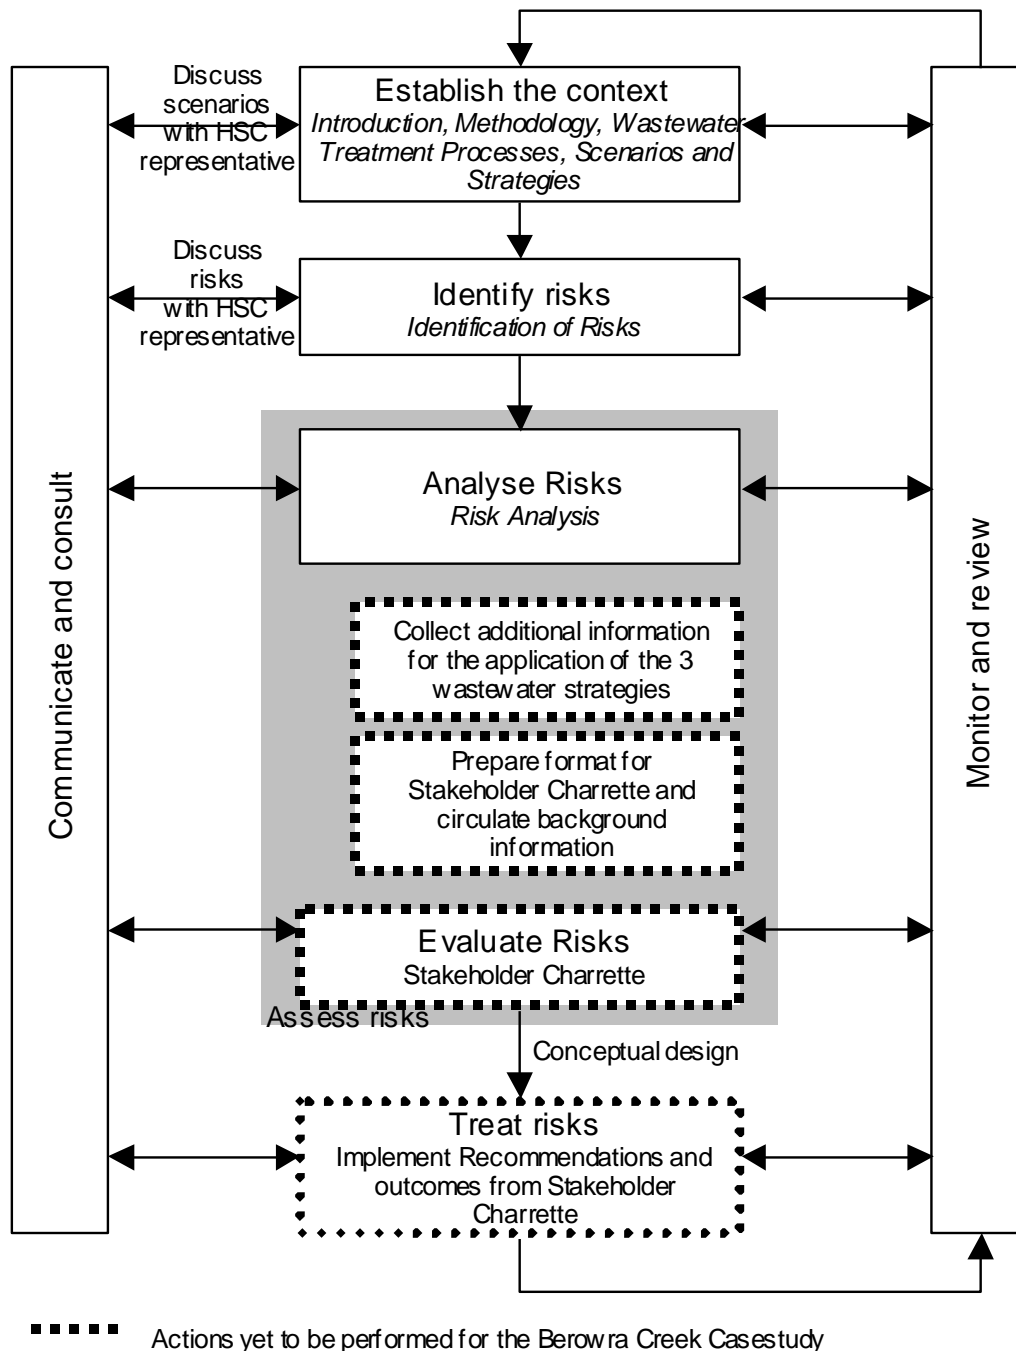 Discuss
scenarios
with HSC
representative
Establish the context
Introduction, Methodology, Wastewater
Treatment Processes, Scenarios and
Strategies
Discuss
risks
with HSC
representative
Identify risks
Identification of Risks
Communicate and consult
Monitor and review
Analyse Risks
Risk Analysis
Collect additional information
for the application of the 3
wastewater strategies
Prepare format for
Stakeholder Charrette and
circulate background
information
Evaluate Risks
Stakeholder Charrette
Assess risks
Conceptual design
Treat risks
Implement Recommendations and
outcomes from Stakeholder
Charrette
Actions yet to be performed for the Berowra Creek Casestudy